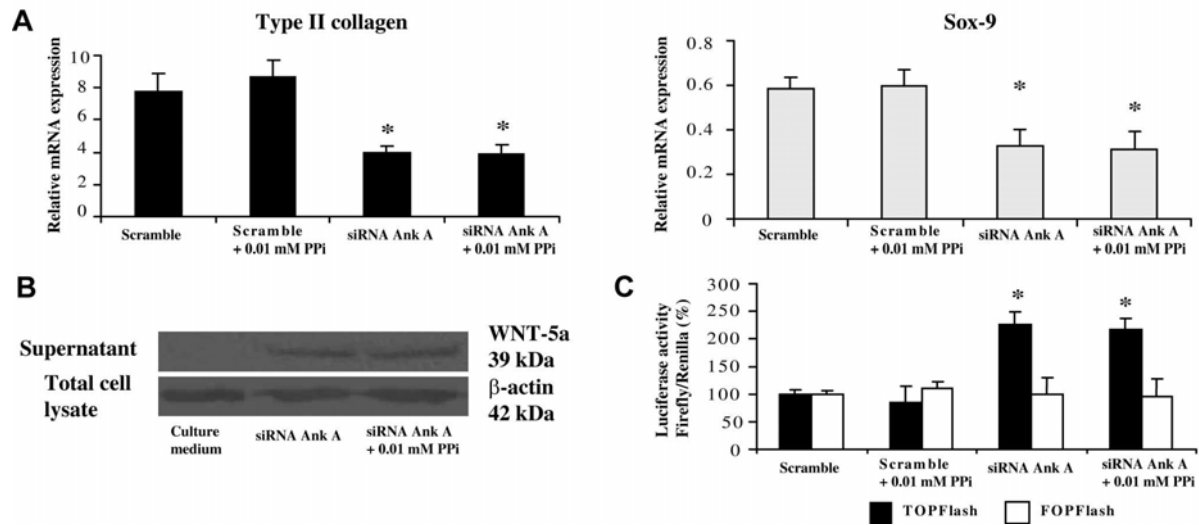 A
Type II collagen
Relative mRNA expression
10
8
6
4
2
0
Scramble
Scramble
+ 0.01 mM PPi
siRNA Ank A
siRNA Ank A
+ 0.01 mM PPi
*
*
Sox-9
Relative mRNA expression
0.8
0.6
0.4
0.2
0
Scramble
Scramble
+ 0.01 mM PPi
siRNA Ank A
siRNA Ank A
+ 0.01 mM PPi
*
*
B
Supernatant
Total cell
lysate
WNT-5a
39 kDa
β-actin
42 kDa
Culture
medium
siRNA Ank A
siRNA Ank A
+ 0.01 mM PPi
C
Luciferase activity
Firefly/Renilla (%)
300
250
200
150
100
50
0
*
*
Scramble
Scramble
+ 0.01 mM PPi
siRNA Ank A
siRNA Ank A
+ 0.01 mM PPi
TOPFlash
FOPFlash